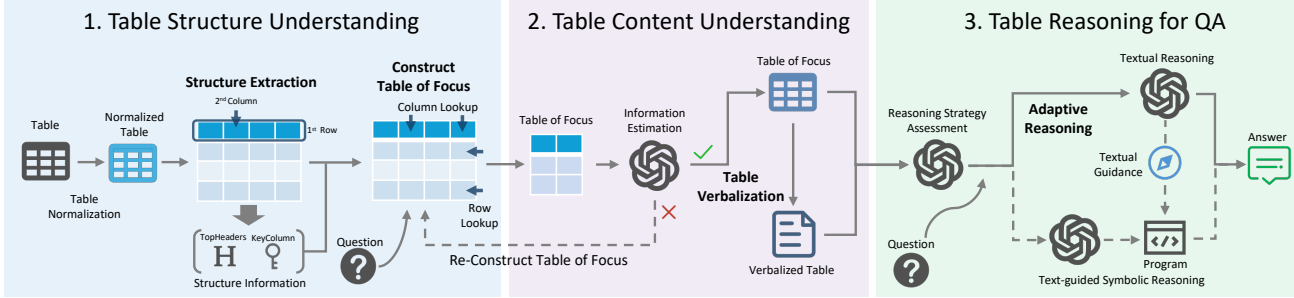 1. Table Structure Understanding
Structure Extraction
2nd Column
1st Row
Table
Normalized
Table
Table
Normalization
TopHeaders
KeyColumn
H
Structure Information
Construct
Table of Focus
Column Lookup
Row
Lookup
Question
?
Re-Construct Table of Focus
2. Table Content Understanding
Table of Focus
Information
Estimation
Table
Verbalization
Table of Focus
Verbalized Table
3. Table Reasoning for QA
Reasoning Strategy
Assessment
Question
?
Adaptive
Reasoning
Textual Reasoning
Textual
Guidance
</>
Program
Text-guided Symbolic Reasoning
Answer